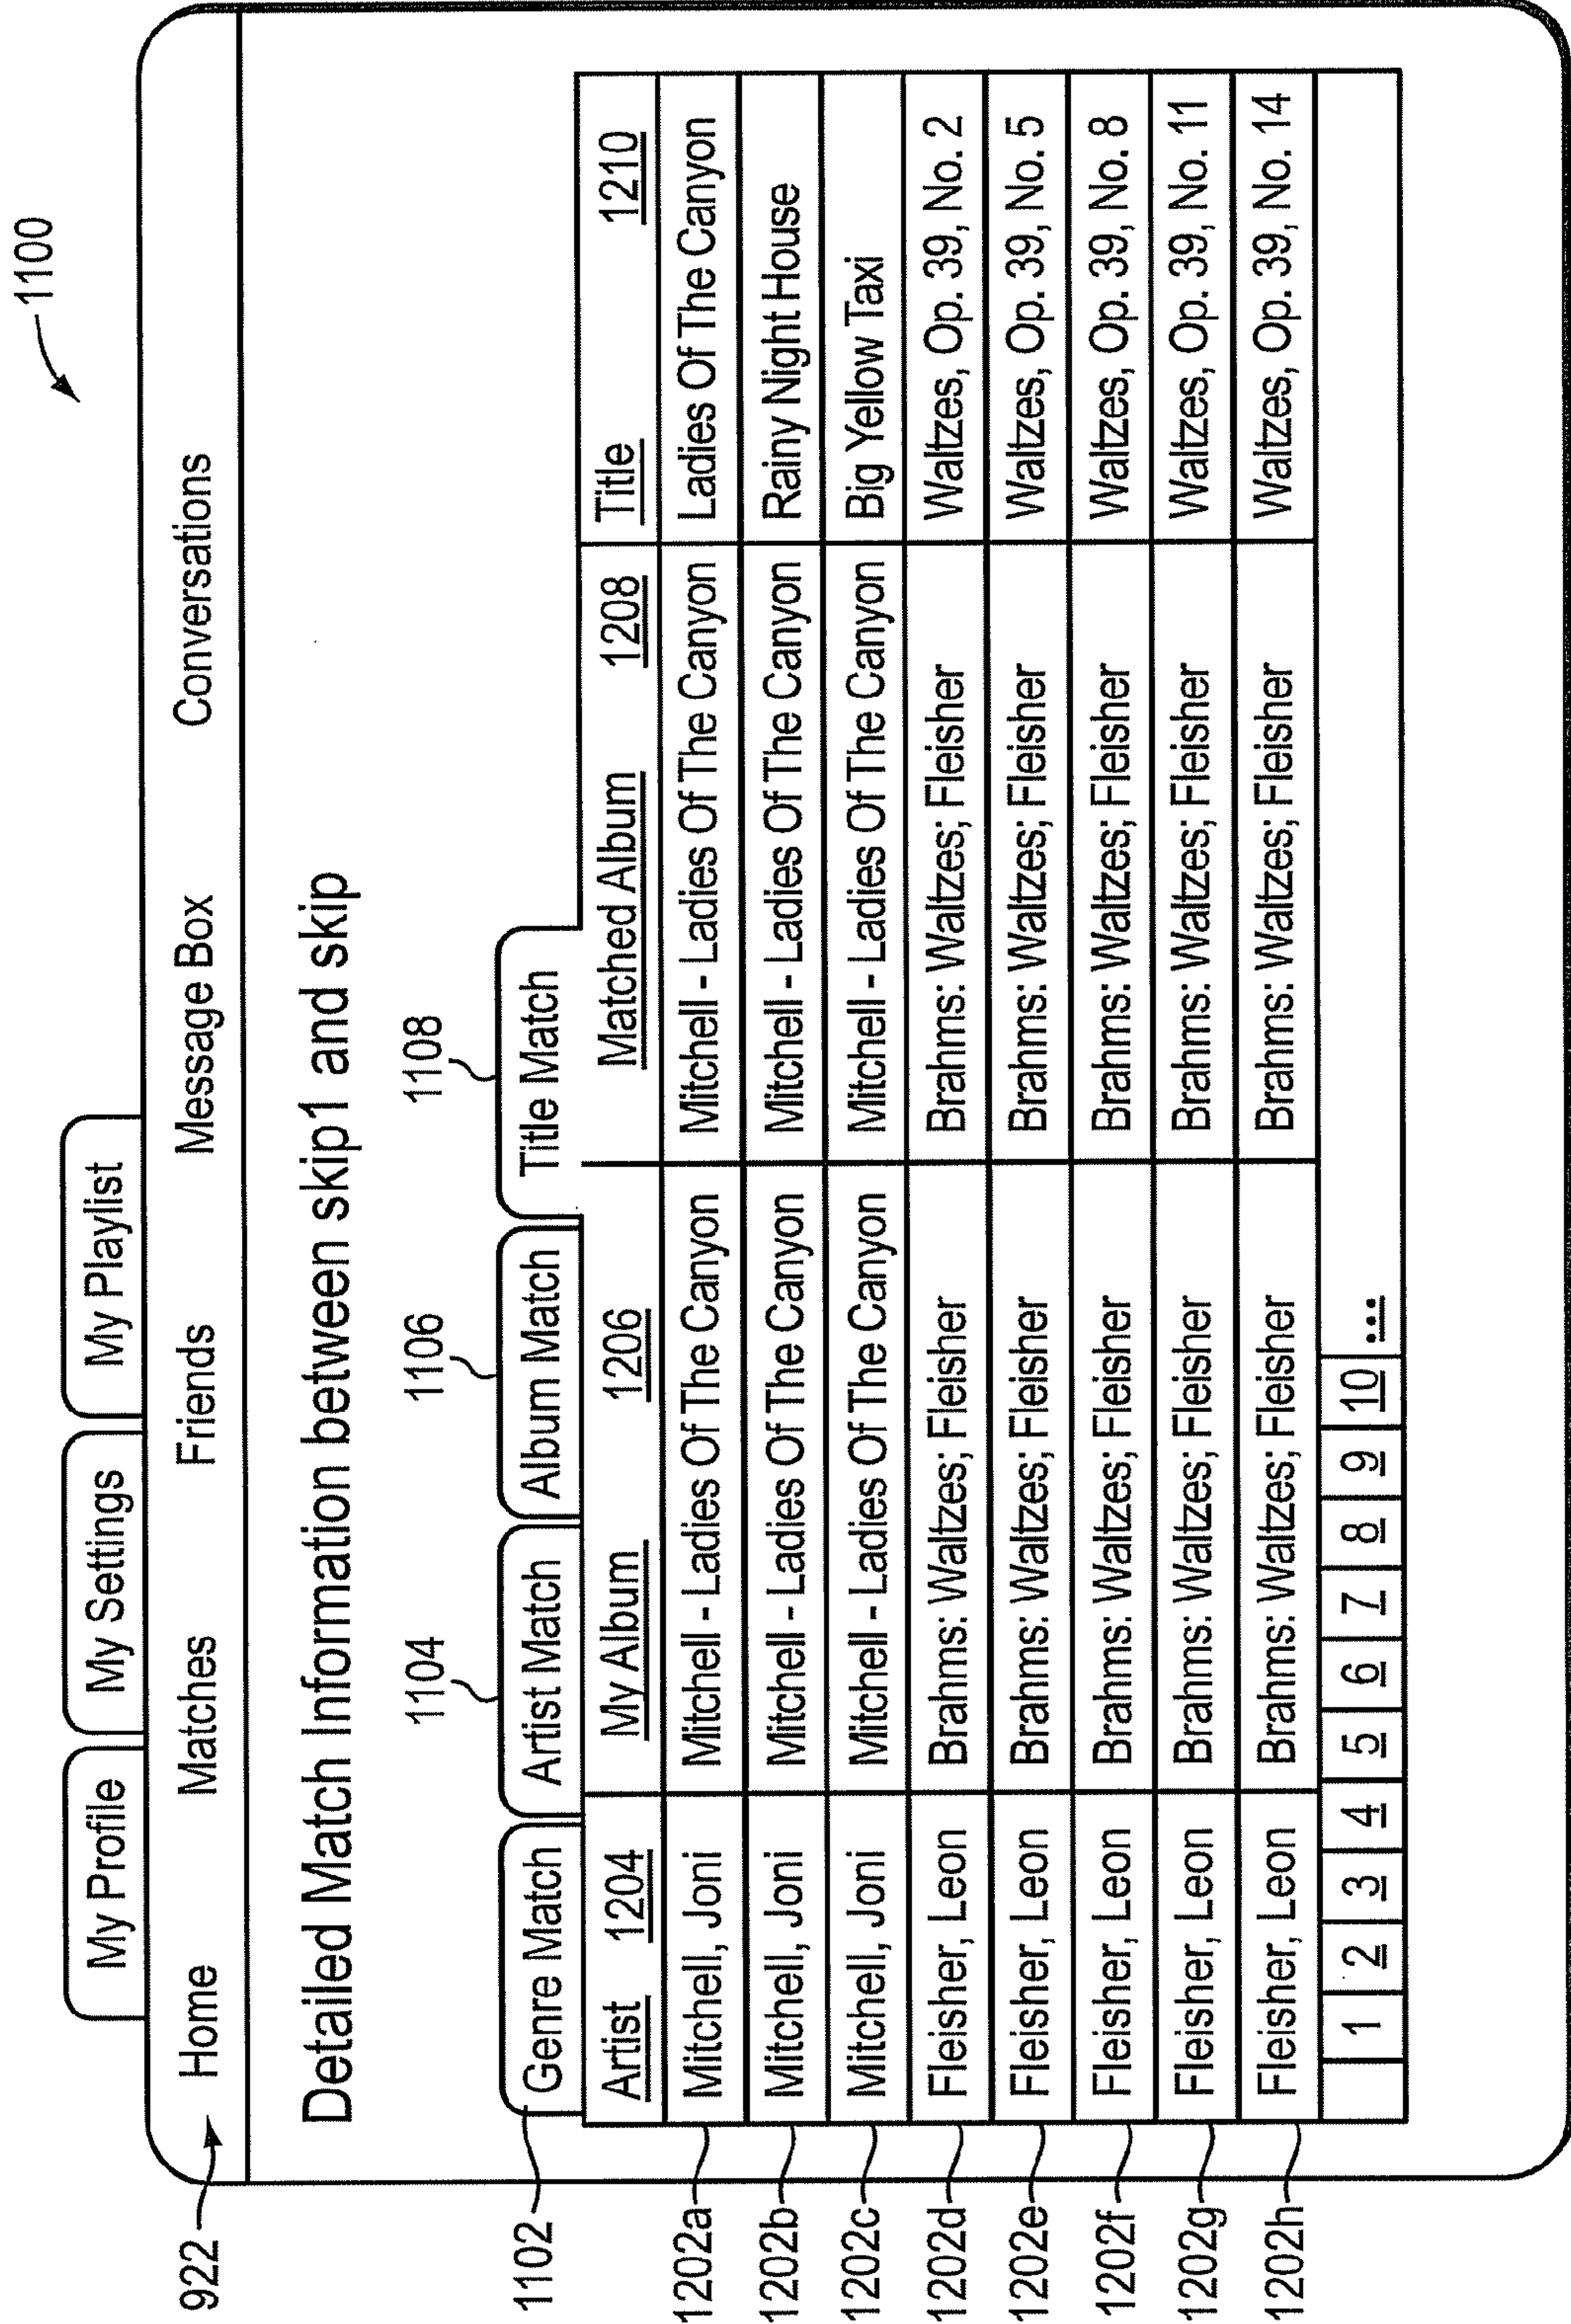 1100
My Profile My Settings My Playlist
922 Home Matches Friends Message Box Conversations
Detailed Match Information between skip1 and skip
1104 1106 1108
1102 Genre Match Artist Match Album Match Title Match
Artist 1204 My Album 1206 Matched Album 1208 Title 1210
1202a Mitchell, Joni Mitchell - Ladies Of The Canyon Mitchell - Ladies Of The Canyon Ladies Of The Canyon
1202b Mitchell, Joni Mitchell - Ladies Of The Canyon Mitchell - Ladies Of The Canyon Rainy Night House
1202c Mitchell, Joni Mitchell - Ladies Of The Canyon Mitchell - Ladies Of The Canyon Big Yellow Taxi
1202d Fleisher, Leon Brahms: Waltzes; Fleisher Brahms: Waltzes; Fleisher Waltzes, Op. 39, No. 2
1202e Fleisher, Leon Brahms: Waltzes; Fleisher Brahms: Waltzes; Fleisher Waltzes, Op. 39, No. 5
1202f Fleisher, Leon Brahms: Waltzes; Fleisher Brahms: Waltzes; Fleisher Waltzes, Op. 39, No. 8
1202g Fleisher, Leon Brahms: Waltzes; Fleisher Brahms: Waltzes; Fleisher Waltzes, Op. 39, No. 11
1202h Fleisher, Leon Brahms: Waltzes; Fleisher Brahms: Waltzes; Fleisher Waltzes, Op. 39, No. 14
1 2 3 4 5 6 7 8 9 10 ...